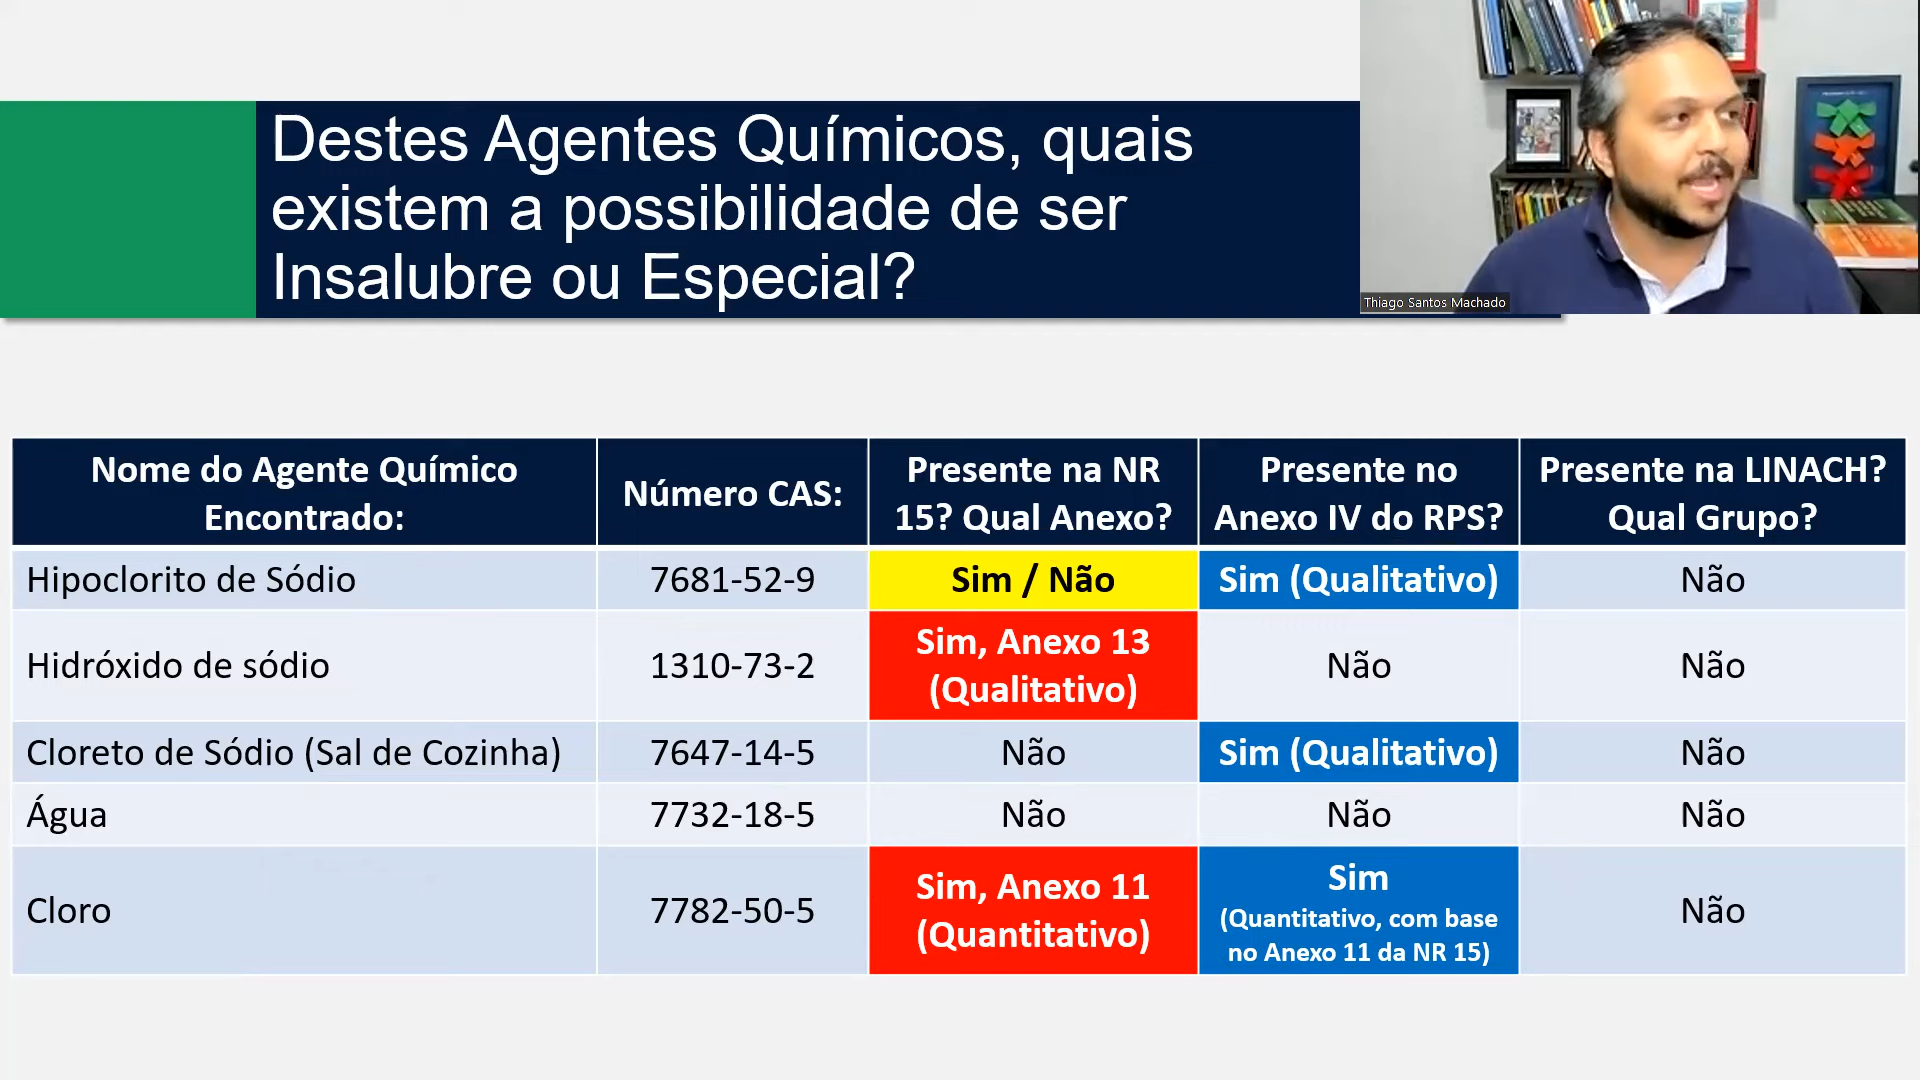 Destes Agentes Químicos, quais
existem a possibilidade de ser
Insalubre ou Especial?
Thiago Santos Machado
Nome do Agente Químico
Encontrado:
Número CAS:
Presente na NR
15? Qual Anexo?
Presente no
Anexo IV do RPS?
Presente na LINACH?
Qual Grupo?
Hipoclorito de Sódio
7681-52-9
Sim / Não
Sim (Qualitativo)
Não
Hidróxido de sódio
1310-73-2
Sim, Anexo 13
(Qualitativo)
Não
Não
Cloreto de Sódio (Sal de Cozinha)
7647-14-5
Não
Sim (Qualitativo)
Não
Água
7732-18-5
Não
Não
Não
Cloro
7782-50-5
Sim, Anexo 11
(Quantitativo)
Sim
(Quantitativo, com base
no Anexo 11 da NR 15)
Não